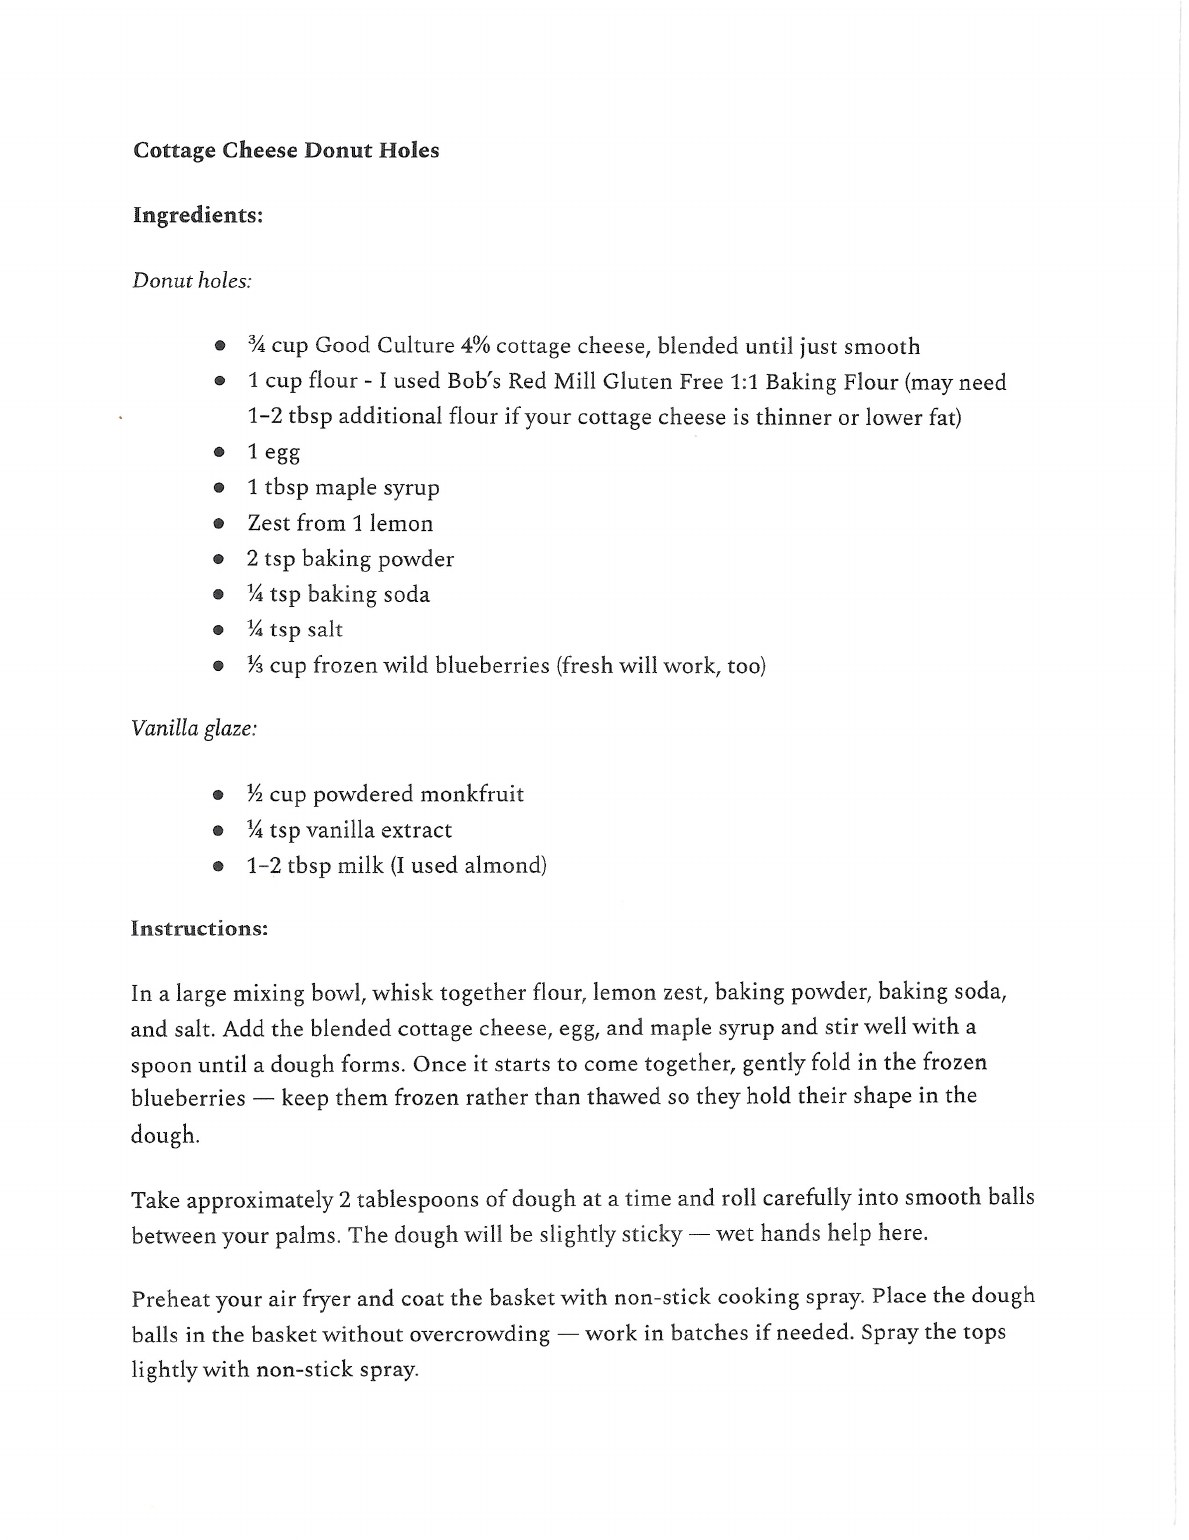 Cottage Cheese Donut Holes
Ingredients:
Donut holes:
● ¾ cup Good Culture 4% cottage cheese, blended until just smooth
● 1 cup flour - I used Bob's Red Mill Gluten Free 1:1 Baking Flour (may need
1–2 tbsp additional flour if your cottage cheese is thinner or lower fat)
● 1 egg
● 1 tbsp maple syrup
● Zest from 1 lemon
● 2 tsp baking powder
● ¼ tsp baking soda
● ¼ tsp salt
● ⅓ cup frozen wild blueberries (fresh will work, too)
Vanilla glaze:
● ½ cup powdered monkfruit
● ¼ tsp vanilla extract
● 1–2 tbsp milk (I used almond)
Instructions:
In a large mixing bowl, whisk together flour, lemon zest, baking powder, baking soda,
and salt. Add the blended cottage cheese, egg, and maple syrup and stir well with a
spoon until a dough forms. Once it starts to come together, gently fold in the frozen
blueberries — keep them frozen rather than thawed so they hold their shape in the
dough.
Take approximately 2 tablespoons of dough at a time and roll carefully into smooth balls
between your palms. The dough will be slightly sticky — wet hands help here.
Preheat your air fryer and coat the basket with non-stick cooking spray. Place the dough
balls in the basket without overcrowding — work in batches if needed. Spray the tops
lightly with non-stick spray.